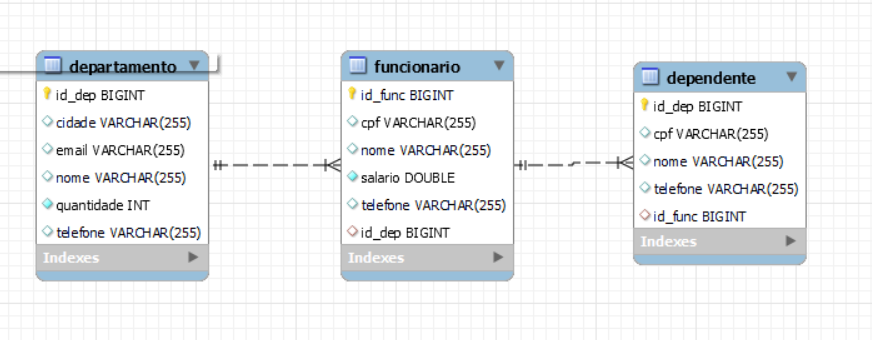 departamento
id_dep BIGINT
cidade VARCHAR(255)
email VARCHAR(255)
nome VARCHAR(255)
quantidade INT
telefone VARCHAR(255)
Indexes
funcionario
id_func BIGINT
cpf VARCHAR(255)
nome VARCHAR(255)
salario DOUBLE
telefone VARCHAR(255)
id_dep BIGINT
Indexes
dependente
id_dep BIGINT
cpf VARCHAR(255)
nome VARCHAR(255)
telefone VARCHAR(255)
id_func BIGINT
Indexes